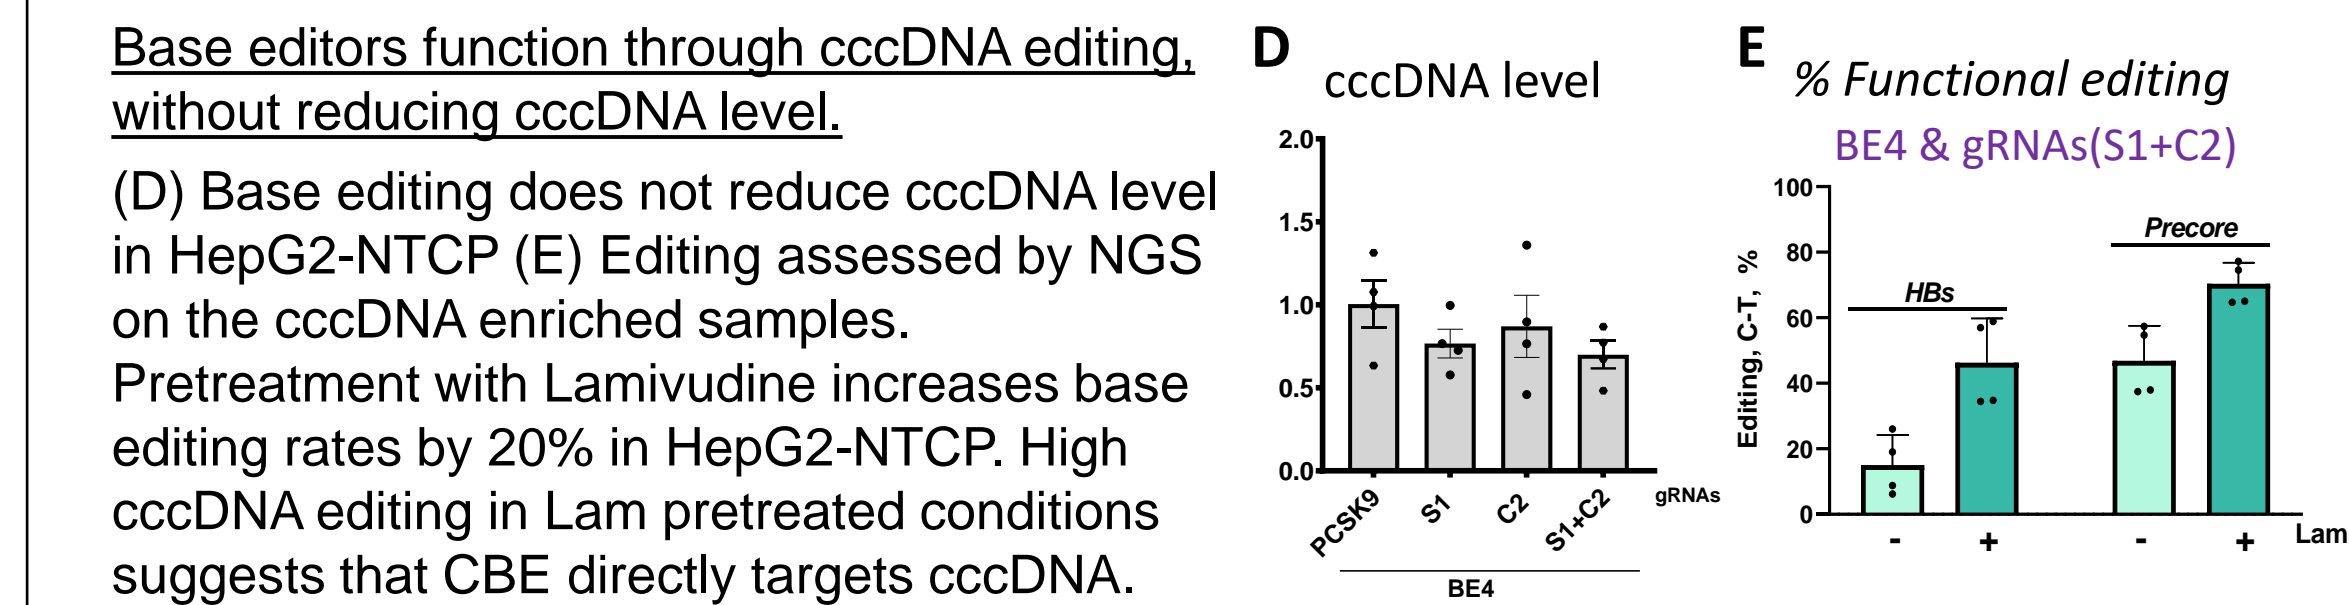 Base editors function through cccDNA editing,
without reducing cccDNA level.
(D) Base editing does not reduce cccDNA level
in HepG2-NTCP (E) Editing assessed by NGS
on the cccDNA enriched samples.
Pretreatment with Lamivudine increases base
editing rates by 20% in HepG2-NTCP. High
cccDNA editing in Lam pretreated conditions
suggests that CBE directly targets cccDNA.
D
cccDNA level
2.0
1.5
1.0
0.5
0.0
PCSK9
S1
C2
S1+C2
gRNAs
BE4
E
% Functional editing
BE4 & gRNAs(S1+C2)
Editing, C-T, %
100
80
60
40
20
0
HBs
Precore
- + - + Lam